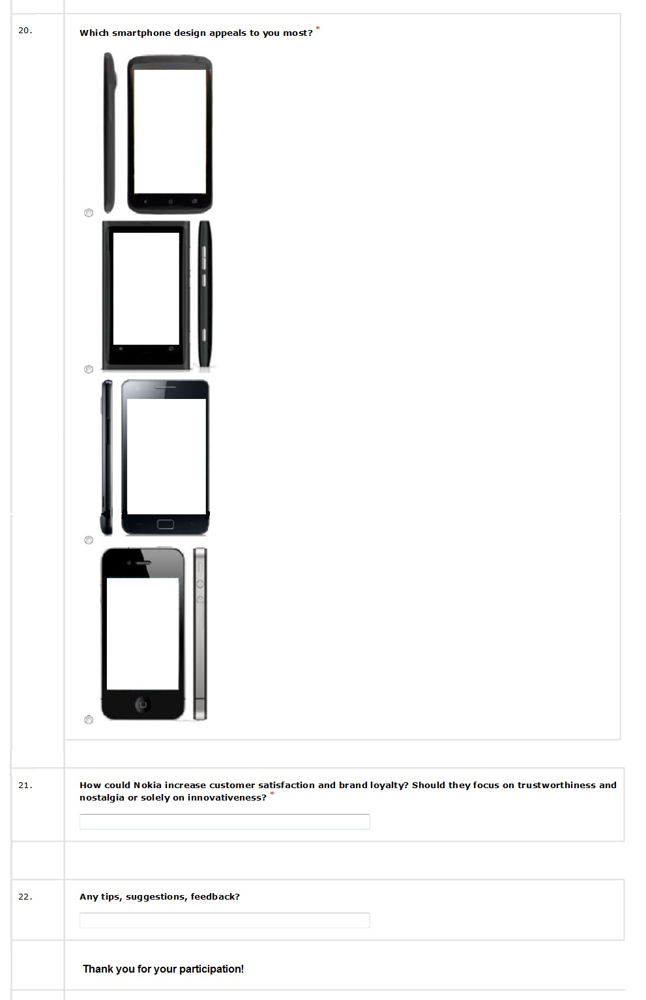 20.
Which smartphone design appeals to you most? *
21.
How could Nokia increase customer satisfaction and brand loyalty? Should they focus on trustworthiness and
nostalgia or solely on innovativeness? *
22.
Any tips, suggestions, feedback?
Thank you for your participation!